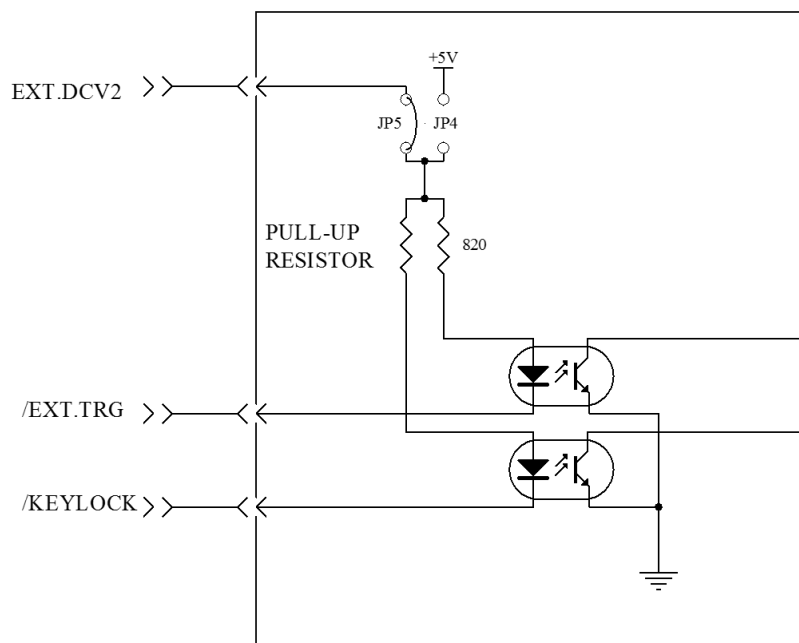 +5V
EXT.DCV2
JP5
JP4
PULL-UP
RESISTOR
820
/EXT.TRG
/KEYLOCK